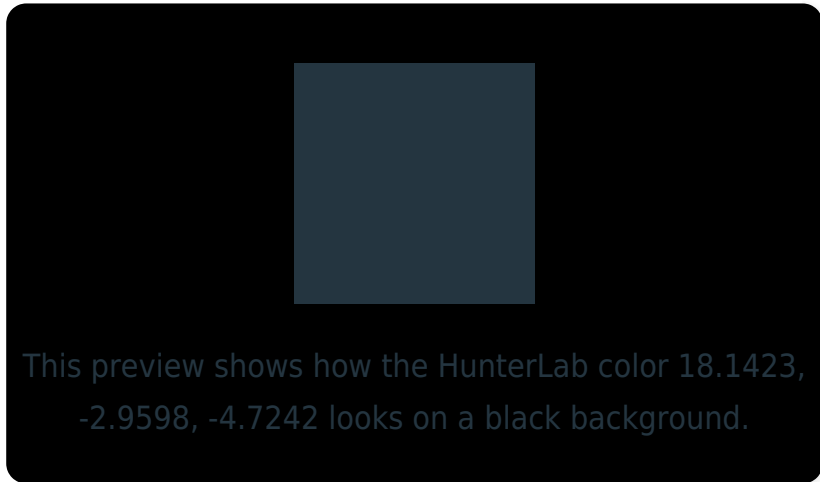 This preview shows how the HunterLab color 18.1423,
-2.9598, -4.7242 looks on a black background.